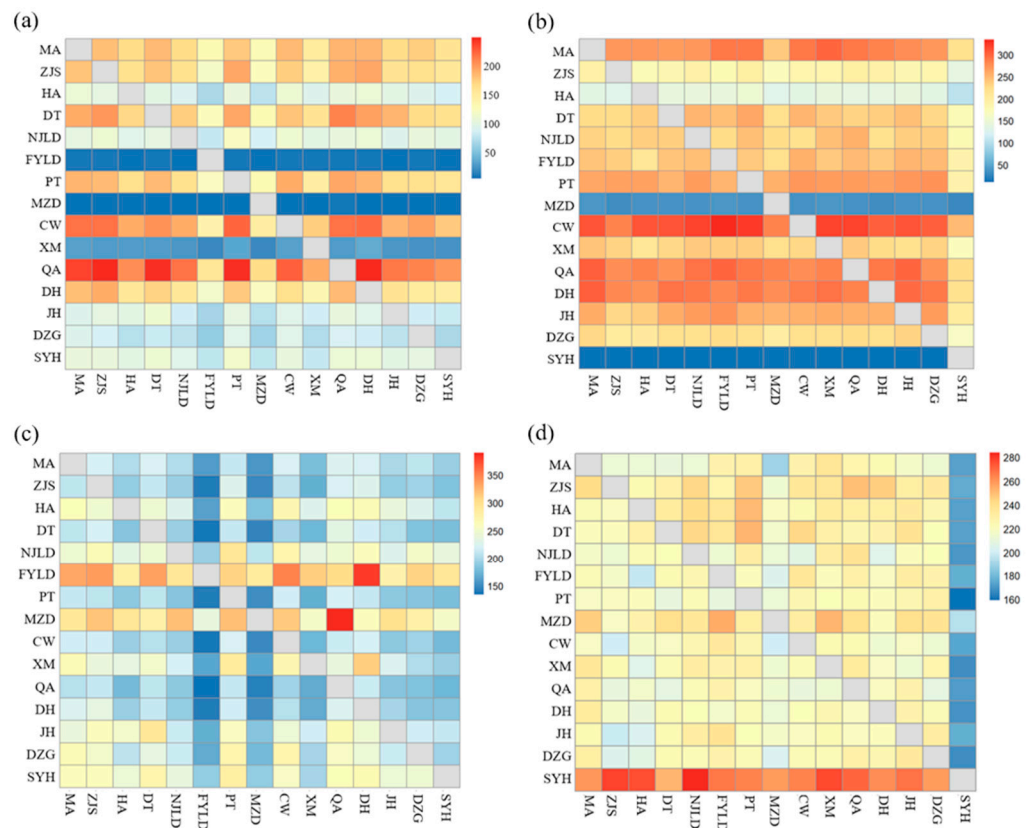 (a)
MA
ZJS
HA
DT
NJLD
FYLD
PT
MZD
CW
XM
QA
DH
JH
DZG
SYH
MA ZJS HA DT NJLD FYLD PT MZD CW XM QA DH JH DZG SYH
200
150
100
50
(b)
MA
ZJS
HA
DT
NJLD
FYLD
PT
MZD
CW
XM
QA
DH
JH
DZG
SYH
MA ZJS HA DT NJLD FYLD PT MZD CW XM QA DH JH DZG SYH
300
250
200
150
100
50
(c)
MA
ZJS
HA
DT
NJLD
FYLD
PT
MZD
CW
XM
QA
DH
JH
DZG
SYH
MA ZJS HA DT NJLD FYLD PT MZD CW XM QA DH JH DZG SYH
350
300
250
200
150
(d)
MA
ZJS
HA
DT
NJLD
FYLD
PT
MZD
CW
XM
QA
DH
JH
DZG
SYH
MA ZJS HA DT NJLD FYLD PT MZD CW XM QA DH JH DZG SYH
280
260
240
220
200
180
160